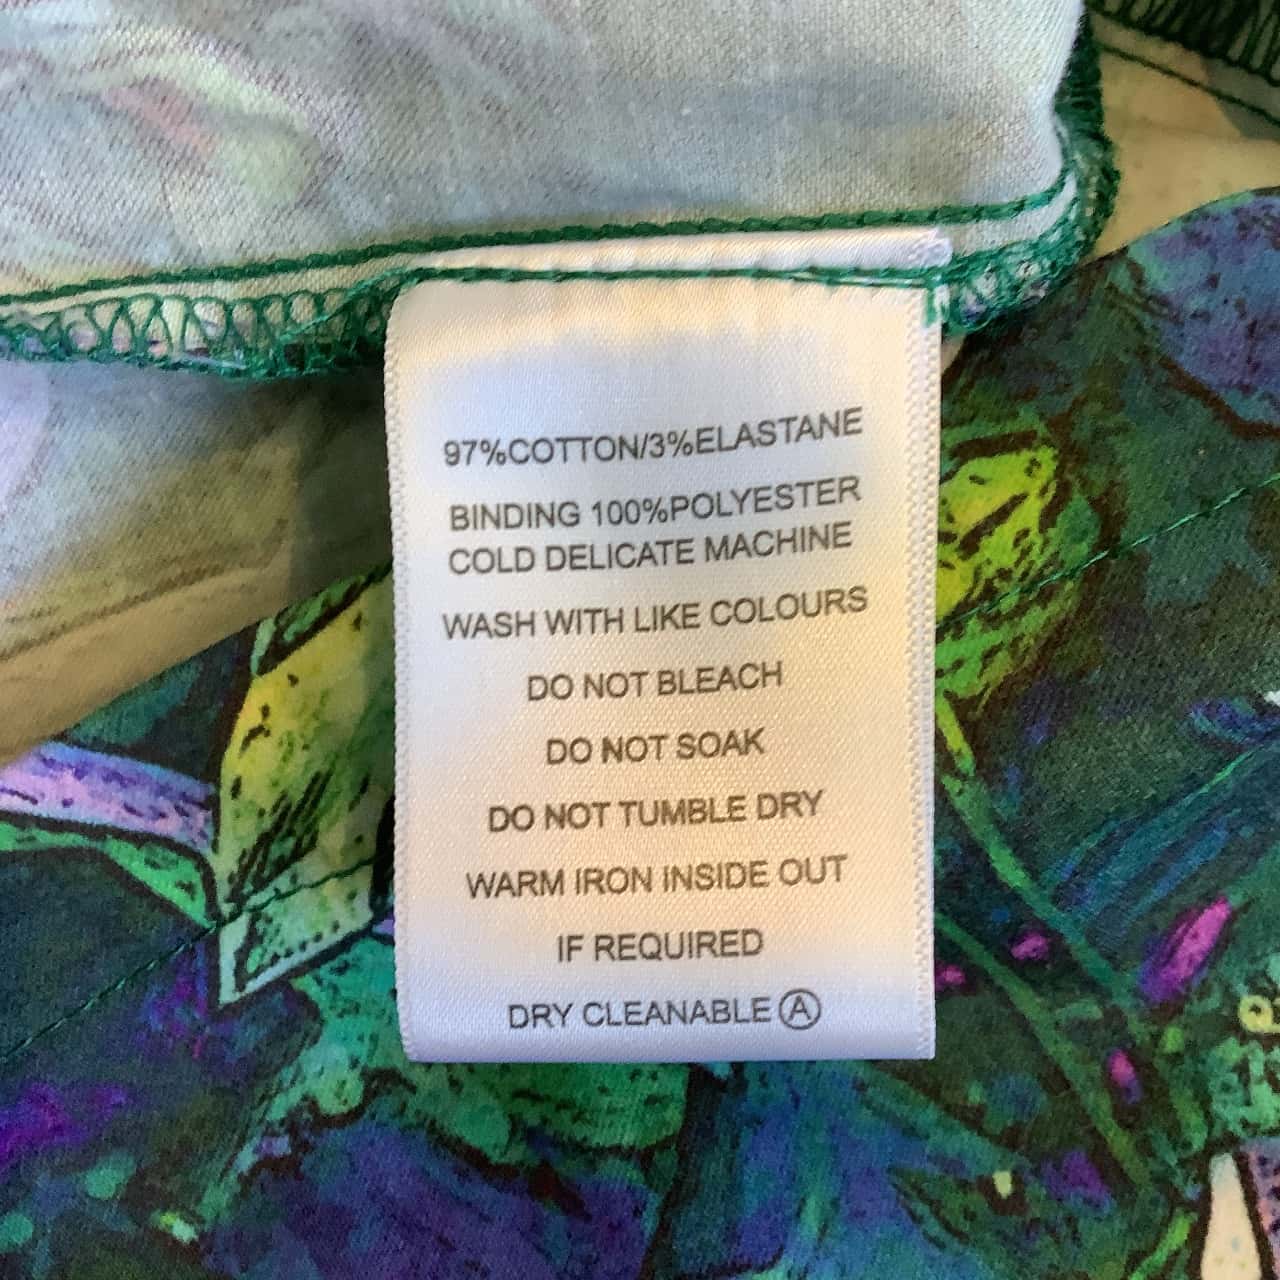 97%COTTON/3%ELASTANE
BINDING 100%POLYESTER
COLD DELICATE MACHINE
WASH WITH LIKE COLOURS
DO NOT BLEACH
DO NOT SOAK
DO NOT TUMBLE DRY
WARM IRON INSIDE OUT
IF REQUIRED
DRY CLEANABLE Ⓐ